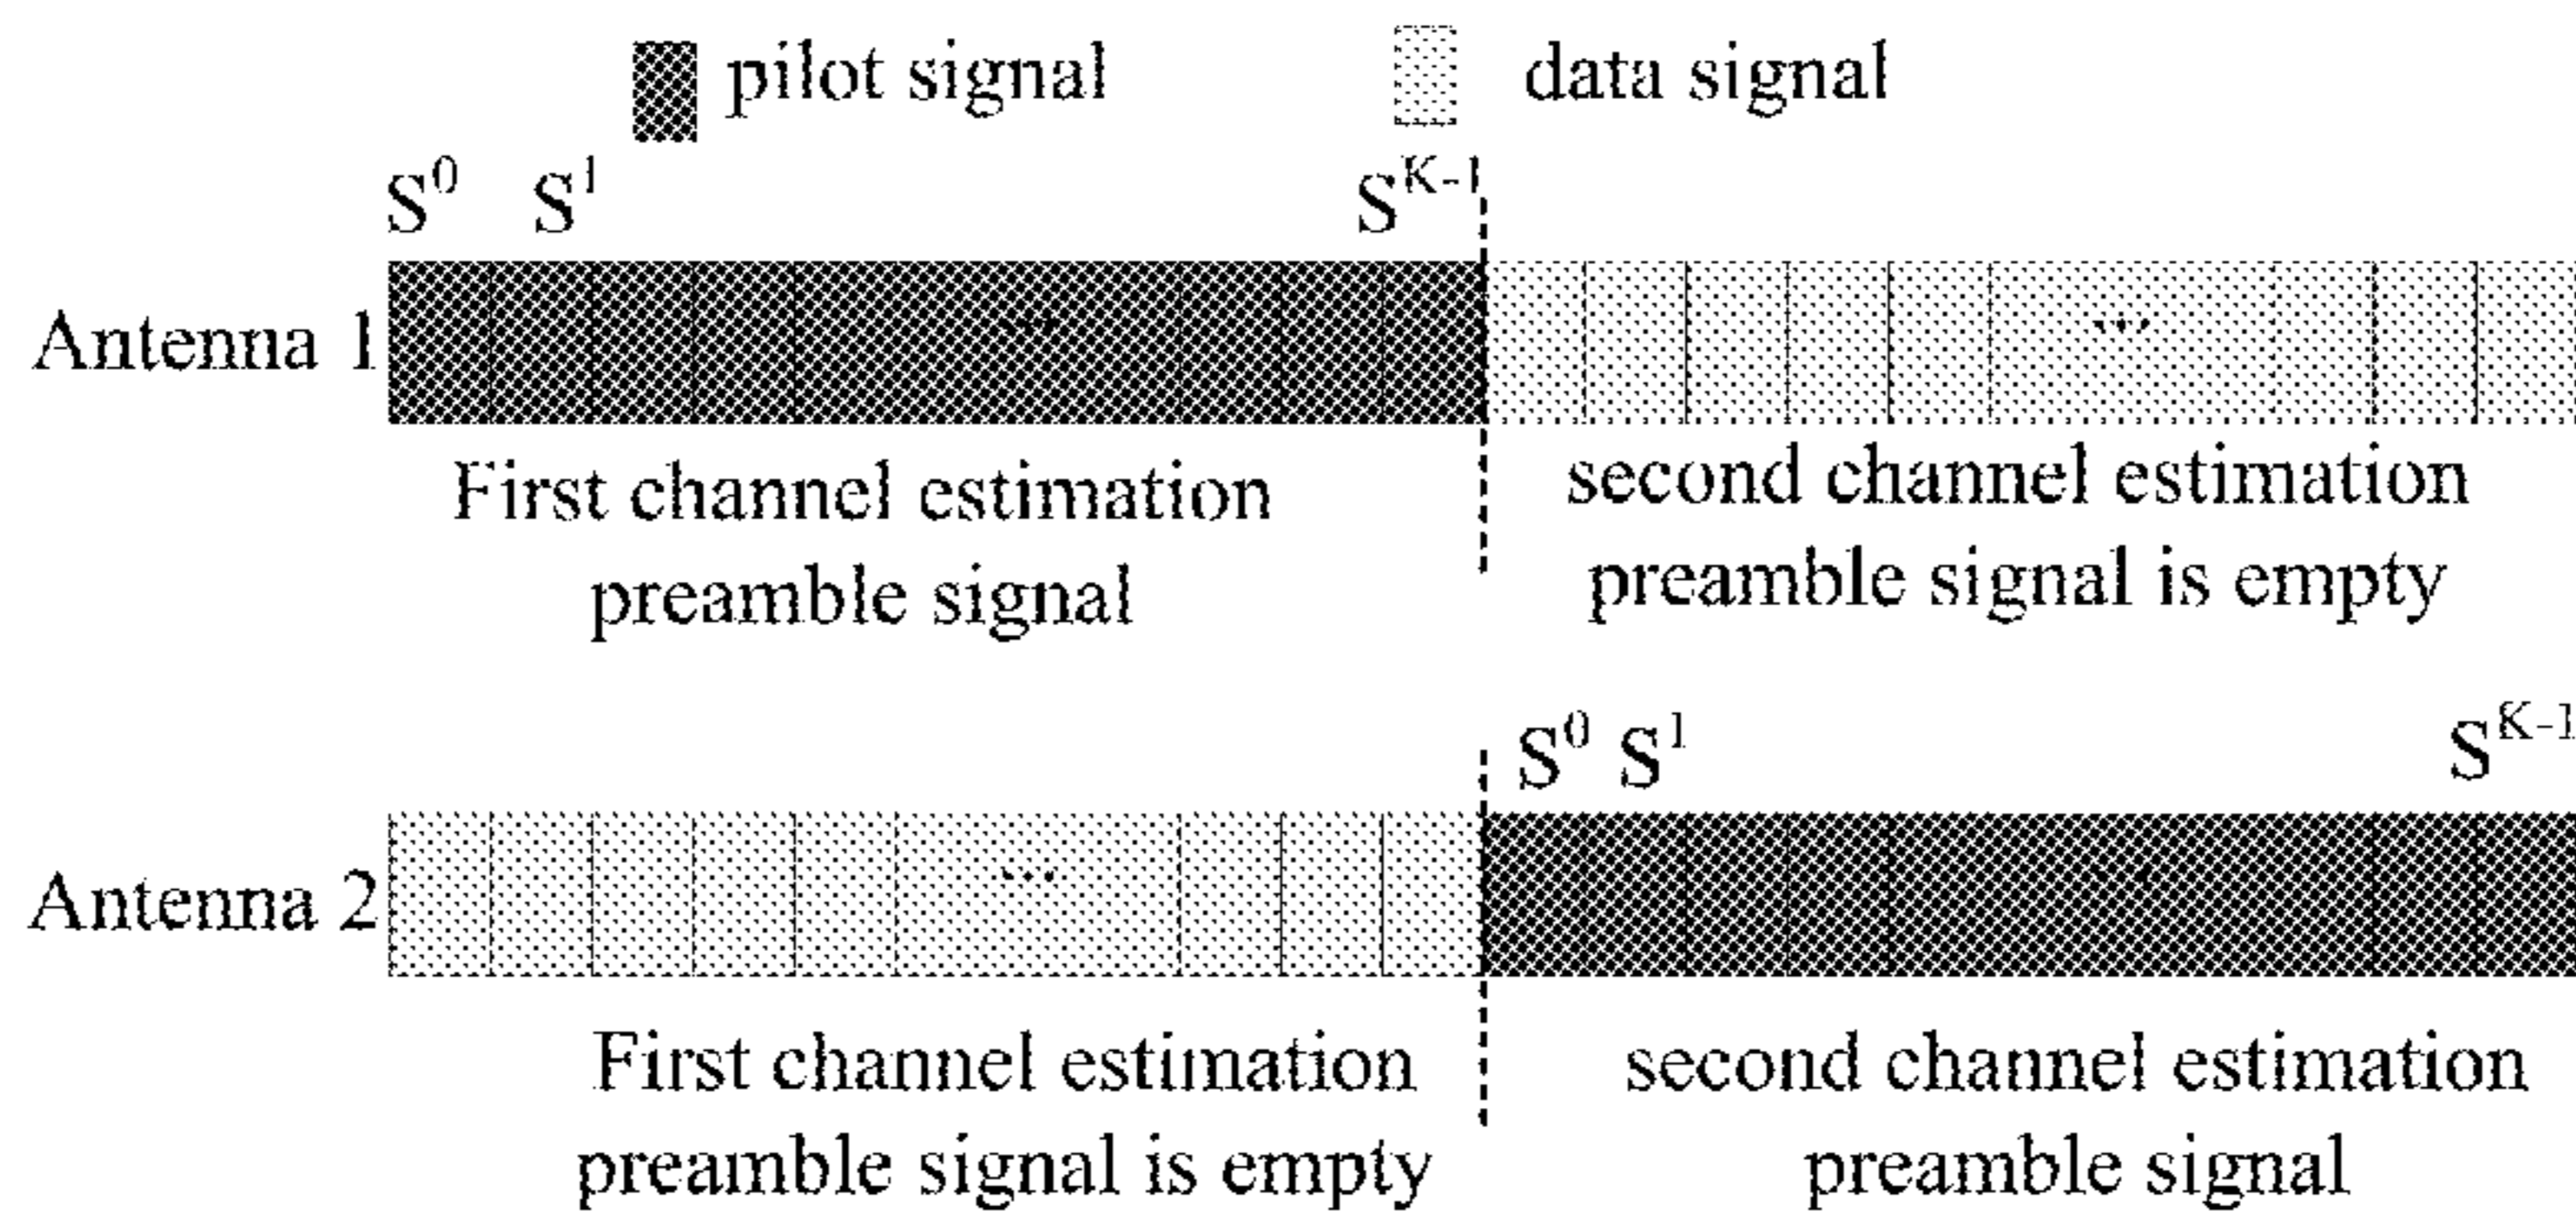 pilot signal data signal
S⁰ S¹ S^{K-1}
Antenna 1 ... ...
First channel estimation
preamble signal
second channel estimation
preamble signal is empty
S⁰ S¹ S^{K-1}
Antenna 2 ...
First channel estimation
preamble signal is empty
second channel estimation
preamble signal